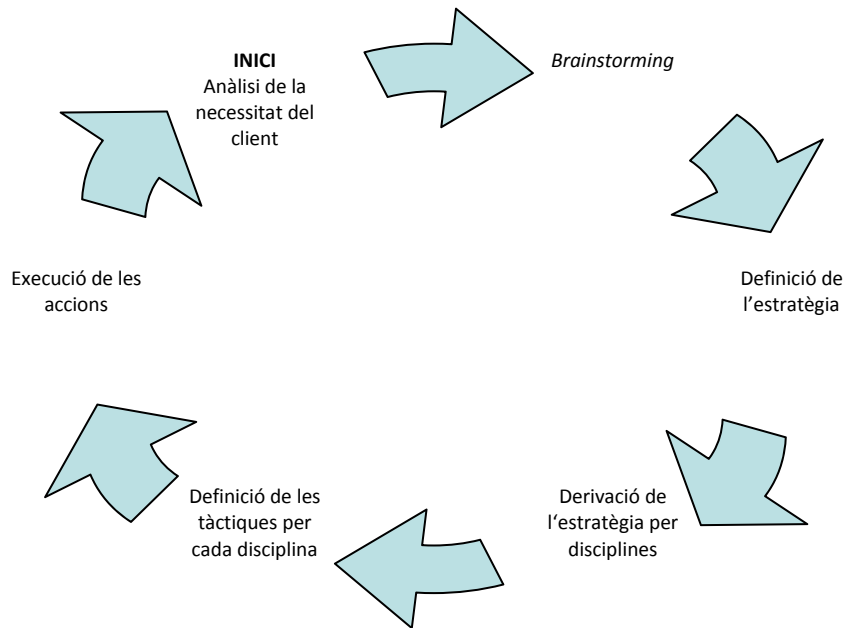 INICI
Anàlisi de la
necessitat del
client
Brainstorming
Definició de
l’estratègia
Derivació de
l‘estratègia per
disciplines
Definició de les
tàctiques per
cada disciplina
Execució de les
accions